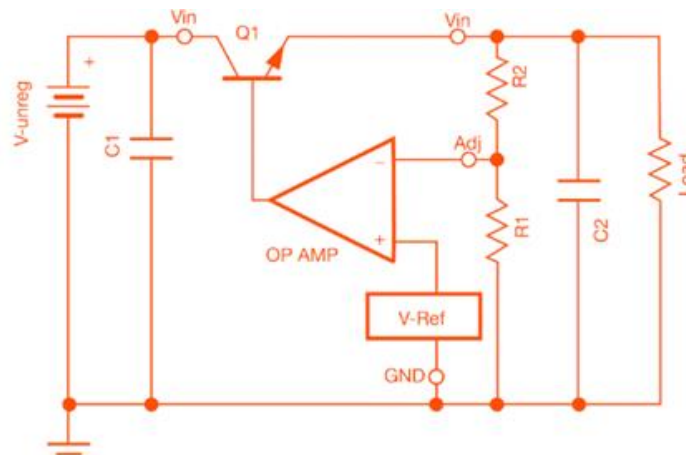 Vin
Q1
Vin
+
V-unreg
C1
R2
Adj
-
+
OP AMP
R1
C2
Load
V-Ref
GND